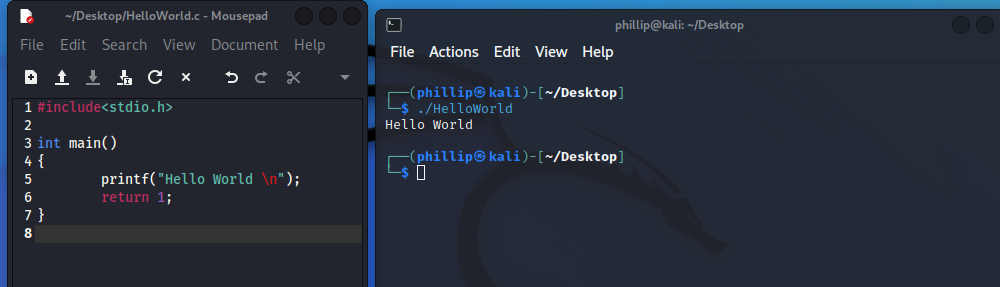 ~/Desktop/HelloWorld.c - Mousepad
File Edit Search View Document Help
1 #include<stdio.h>
2
3 int main()
4 {
5         printf("Hello World \n");
6         return 1;
7 }
8
phillip@kali: ~/Desktop
File Actions Edit View Help
┌──(phillip㉿kali)-[~/Desktop]
└─$ ./HelloWorld
Hello World
┌──(phillip㉿kali)-[~/Desktop]
└─$